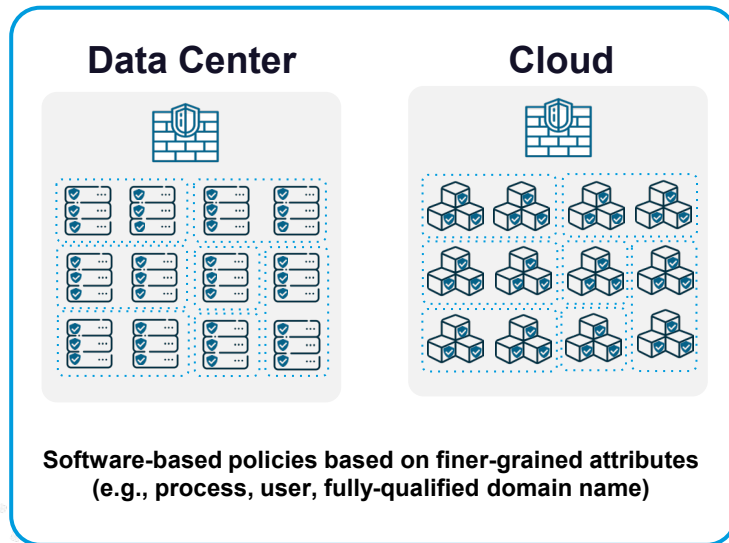 Data Center
Cloud
Software-based policies based on finer-grained attributes
(e.g., process, user, fully-qualified domain name)